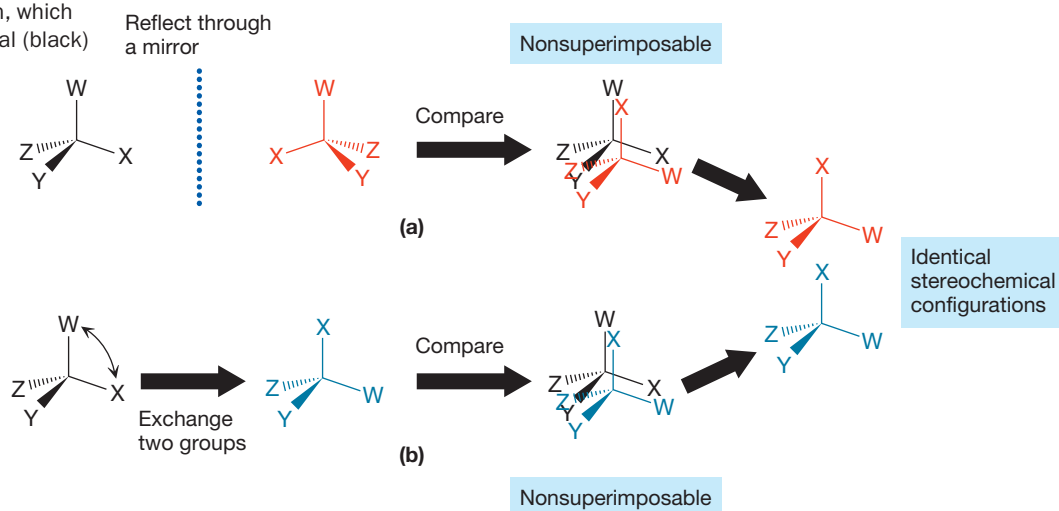 n, which
al (black)
Reflect through
a mirror
Nonsuperimposable
W
Z
Y
X
W
X
Z
Y
Compare
W
X
Z
X
Z
Y
W
Y
(a)
X
Z
W
Y
Identical
stereochemical
configurations
W
Z
X
Y
Exchange
two groups
X
Z
W
Y
Compare
W
X
Z
X
Z
Y
W
Y
(b)
X
Z
W
Y
Nonsuperimposable